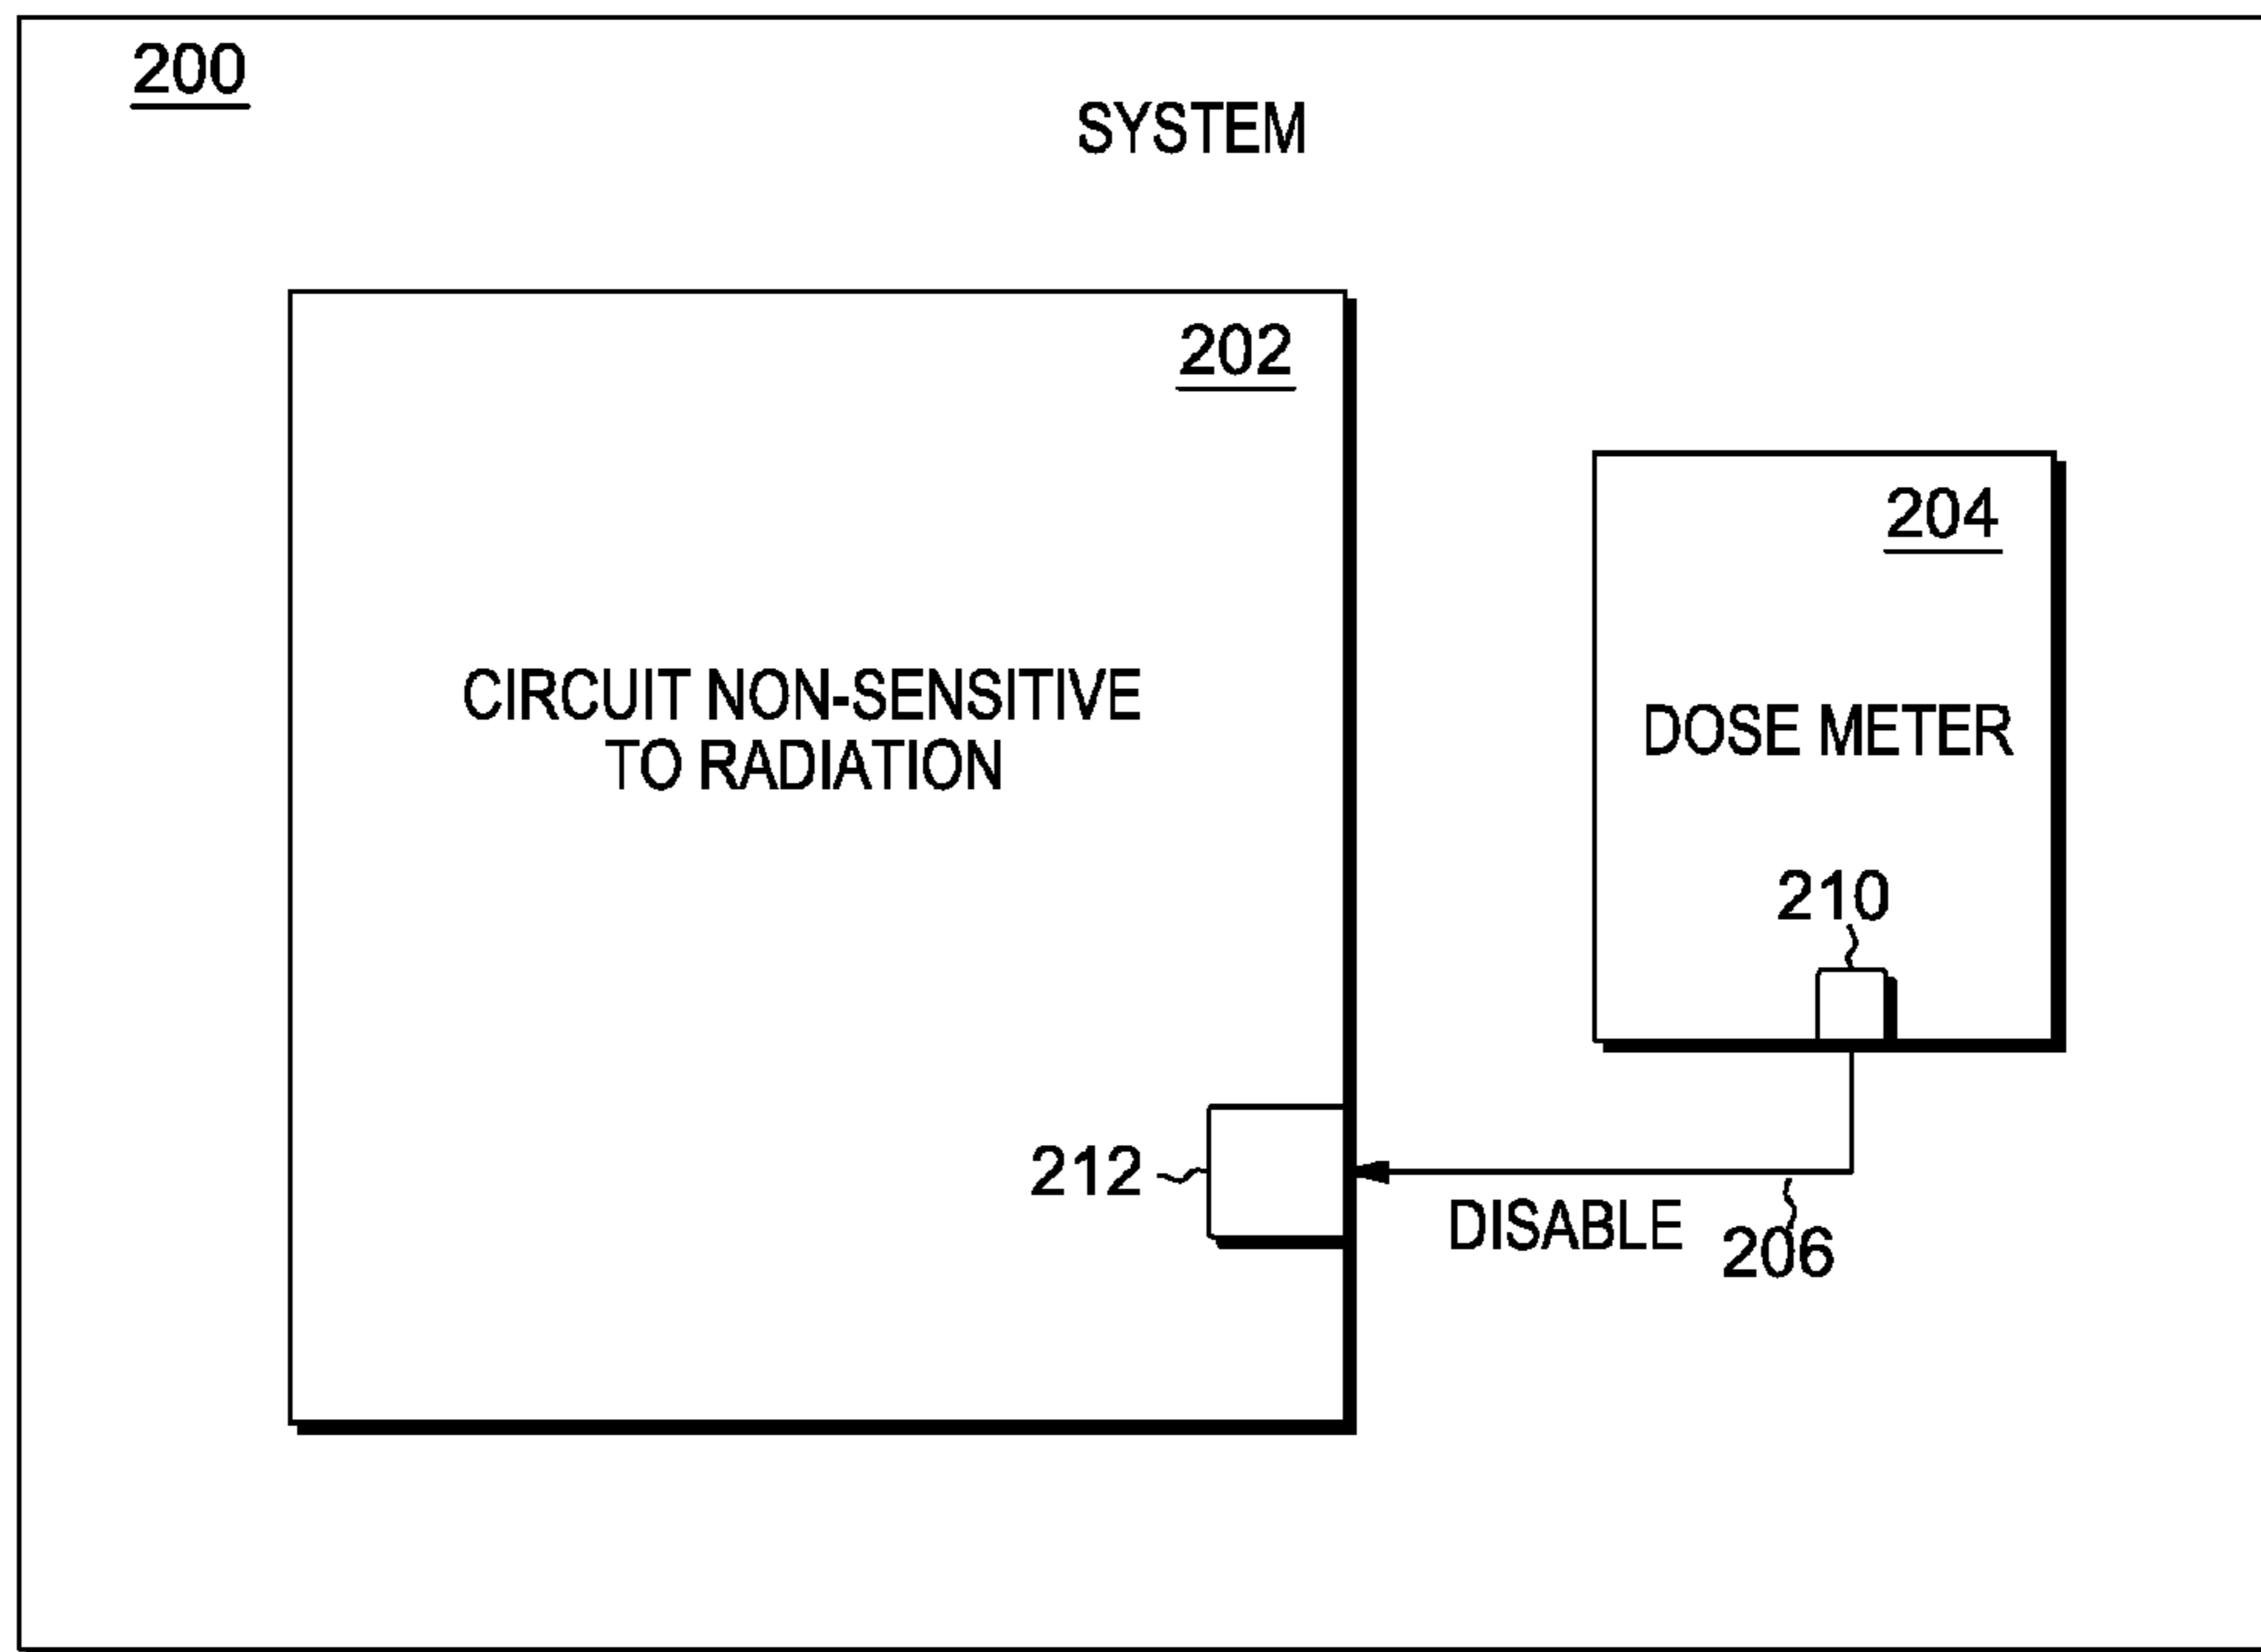 200
SYSTEM
202
CIRCUIT NON-SENSITIVE
TO RADIATION
204
DOSE METER
210
212
DISABLE
206